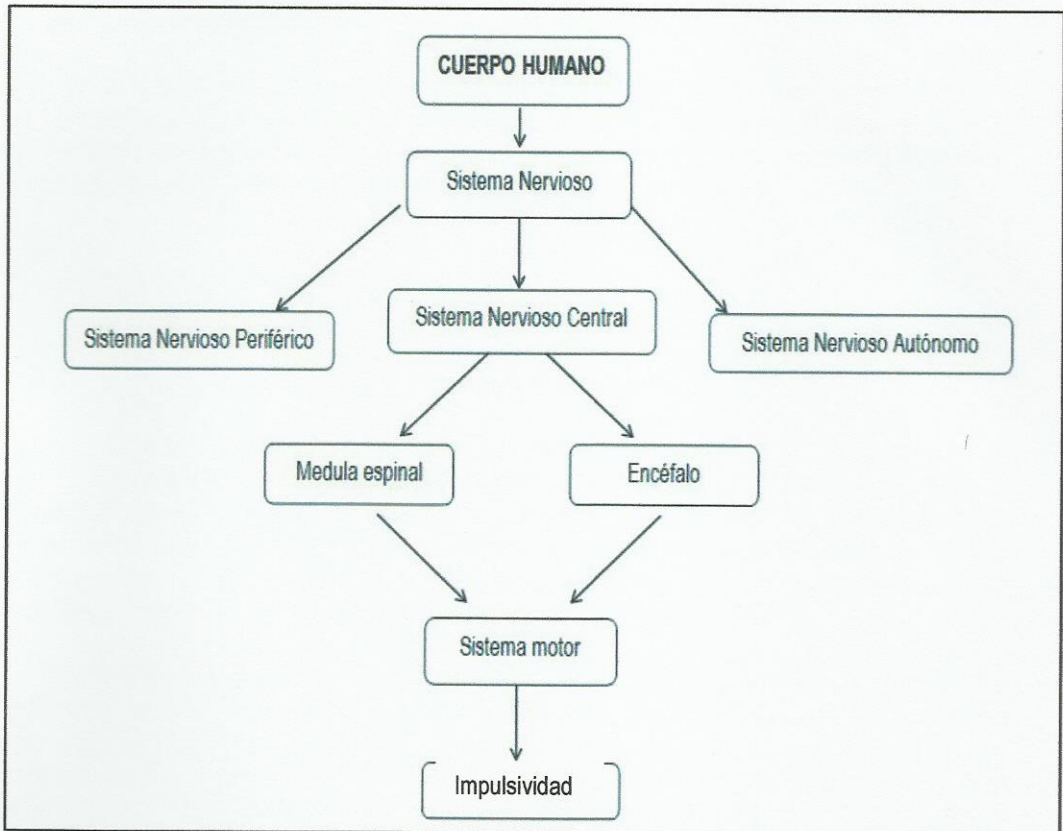 CUERPO HUMANO
Sistema Nervioso
Sistema Nervioso Periférico
Sistema Nervioso Central
Sistema Nervioso Autónomo
Medula espinal
Encéfalo
Sistema motor
Impulsividad